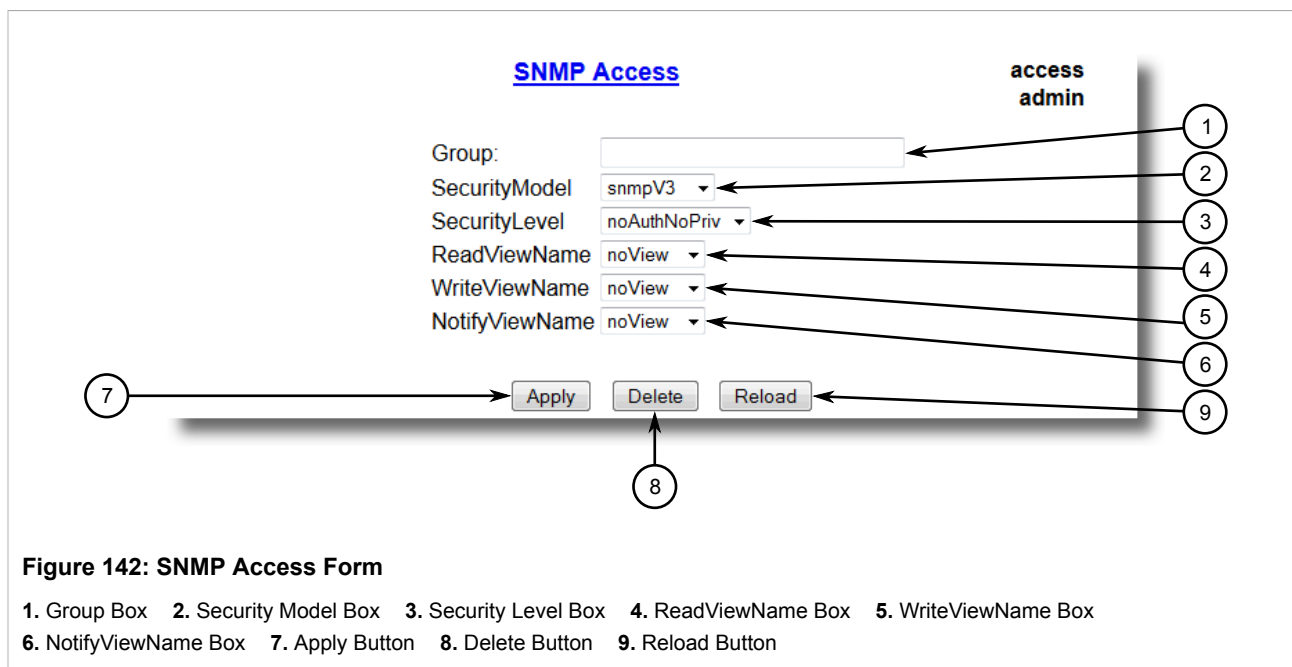 SNMP Access
access
admin
1
Group:
2
SecurityModel snmpV3
SecurityLevel noAuthNoPriv
3
ReadViewName noView
4
WriteViewName noView
5
NotifyViewName noView
6
7
Apply Delete Reload
9
8
Figure 142: SNMP Access Form
1. Group Box 2. Security Model Box 3. Security Level Box 4. ReadViewName Box 5. WriteViewName Box
6. NotifyViewName Box 7. Apply Button 8. Delete Button 9. Reload Button